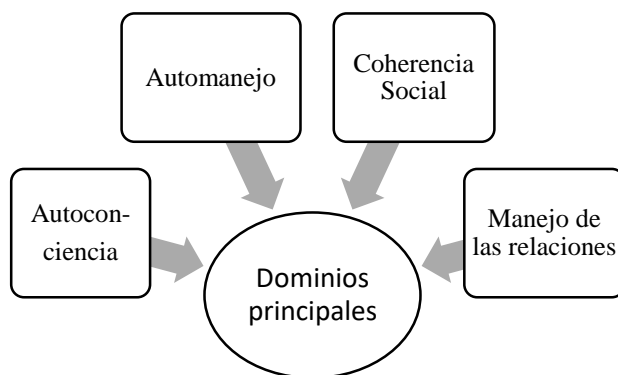 Automanejo
Coherencia
Social
Autocon-
ciencia
Manejo de
las relaciones
Dominios
principales